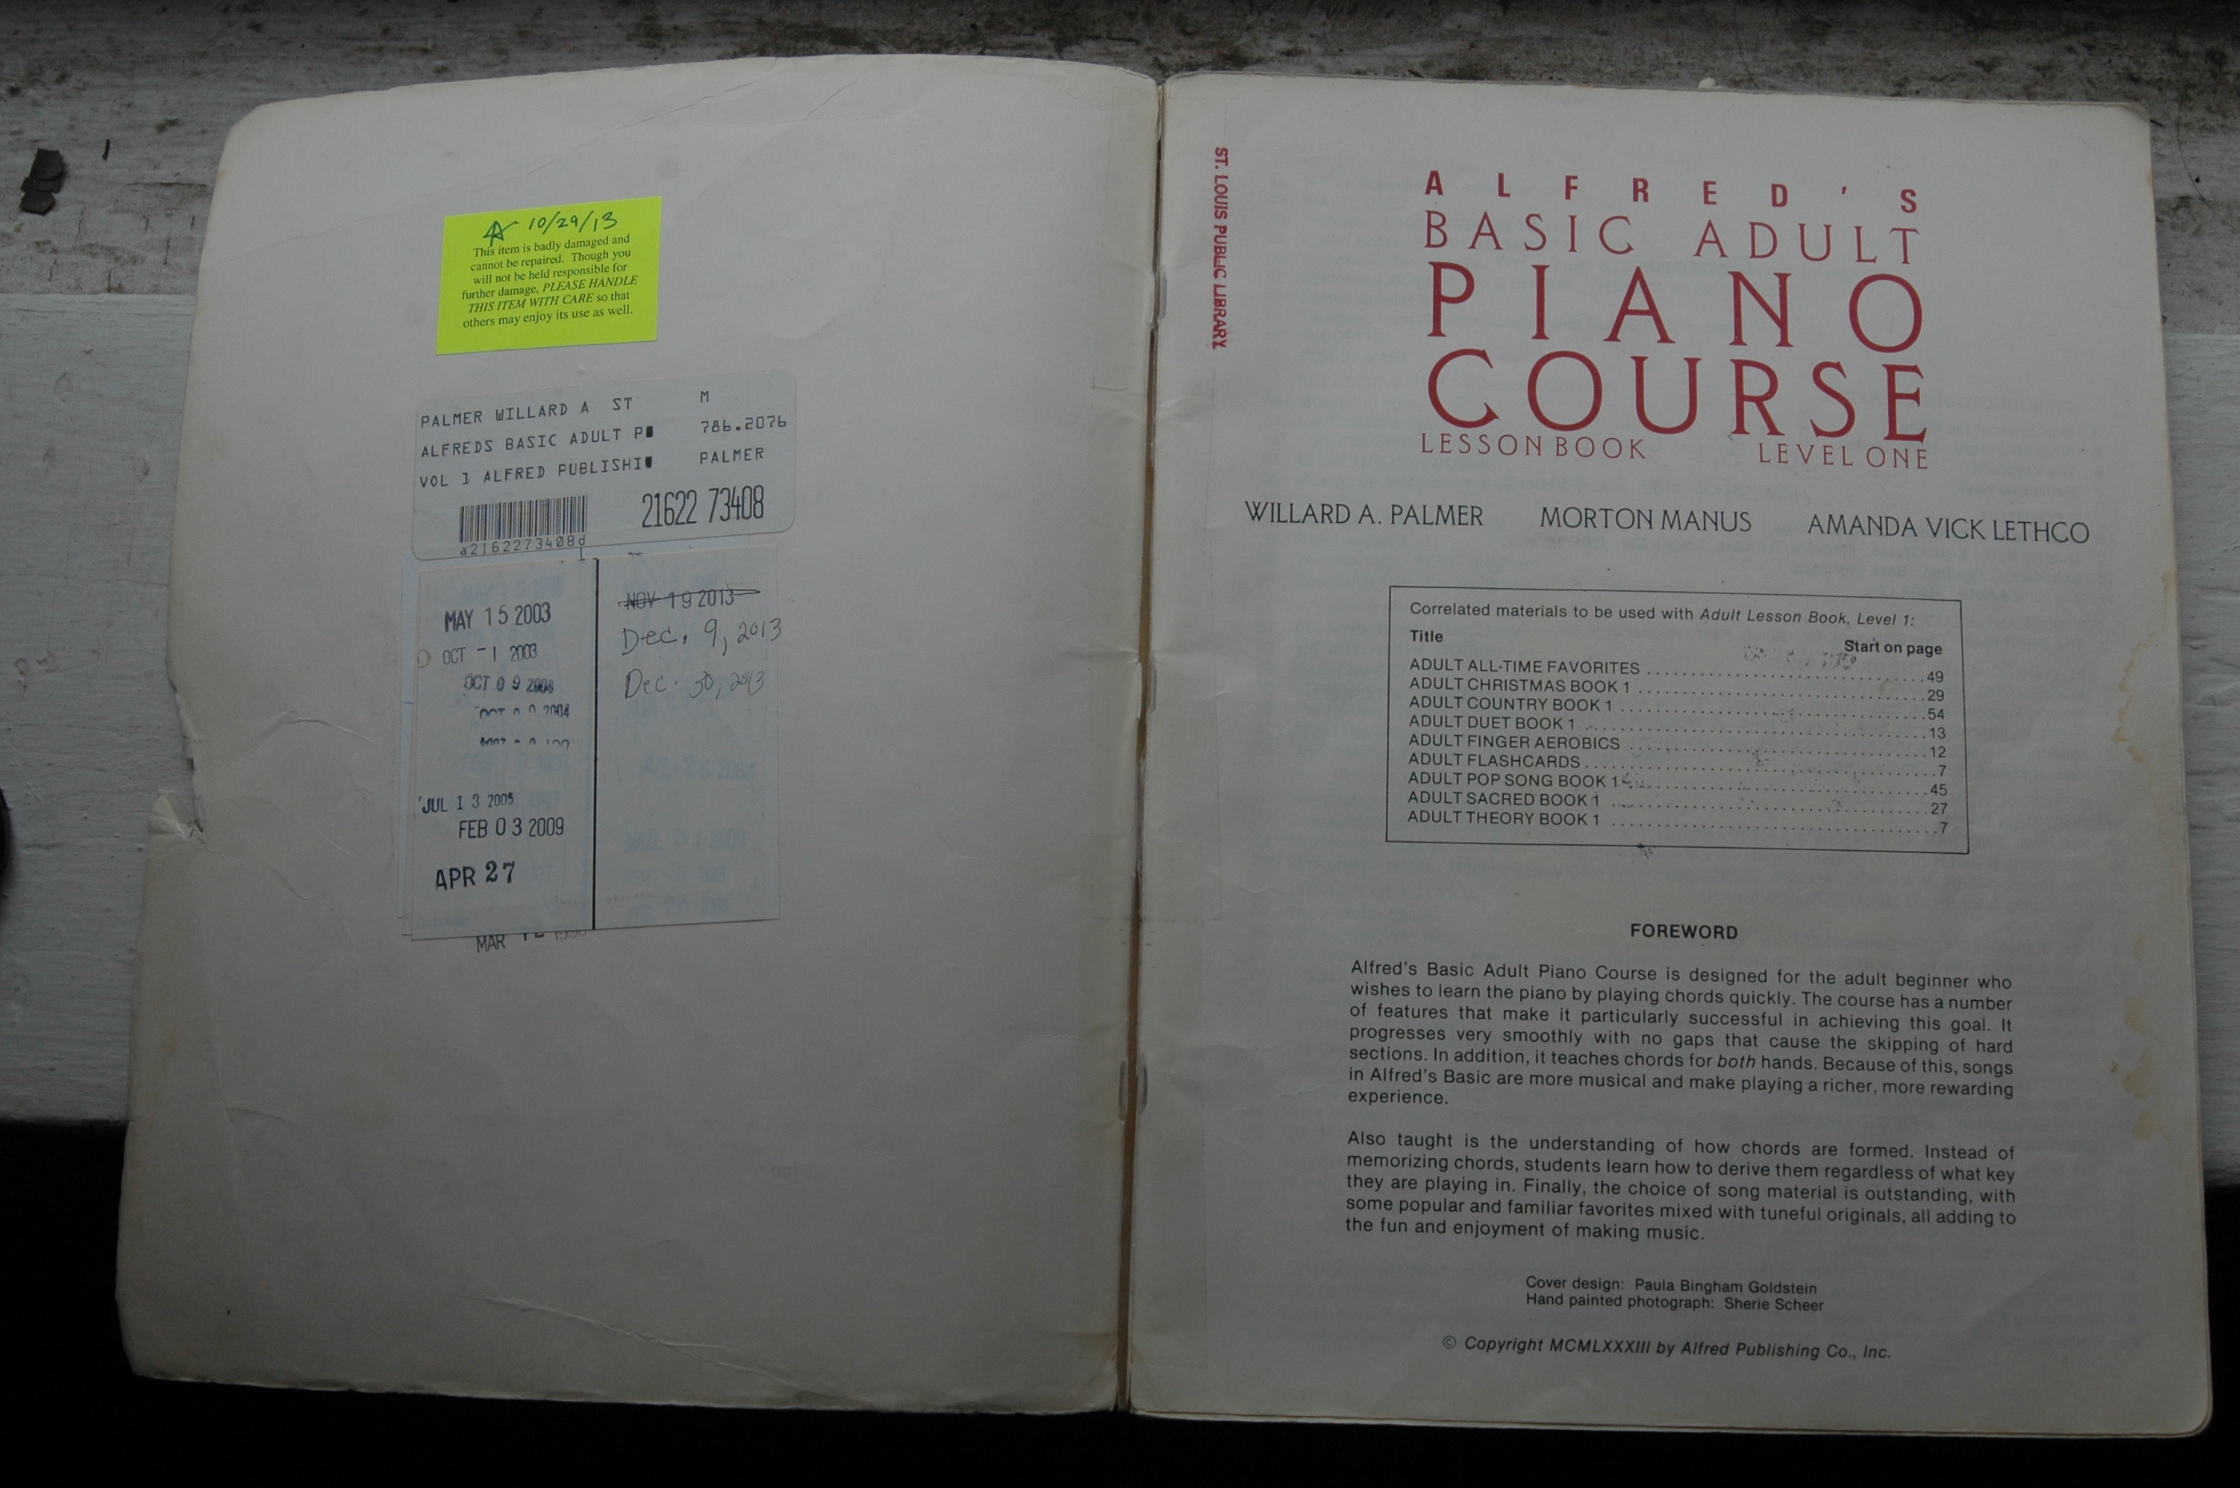 10/29/13
This item is badly damaged and
cannot be repaired. Though you
will not be held responsible for
further damage, PLEASE HANDLE
THIS ITEM WITH CARE so that
others may enjoy its use as well.
PALMER WILLARD A ST M
ALFREDS BASIC ADULT P 786.2076
VOL 1 ALFRED PUBLISHI PALMER
21622 73408
a2162273408d
MAY 15 2003
OCT -1 2003
OCT 09 2004
JUL 13 2005
FEB 03 2009
APR 27
MAR
NOV 19 2013
Dec. 9, 2013
Dec. 30, 2013
ST. LOUIS PUBLIC LIBRARY
ALFRED'S
BASIC ADULT
PIANO
COURSE
LESSON BOOK LEVEL ONE
WILLARD A. PALMER MORTON MANUS AMANDA VICK LETHCO
Correlated materials to be used with Adult Lesson Book, Level 1:
Title Start on page
ADULT ALL-TIME FAVORITES 49
ADULT CHRISTMAS BOOK 1 29
ADULT COUNTRY BOOK 1 54
ADULT DUET BOOK 1 13
ADULT FINGER AEROBICS 12
ADULT FLASHCARDS 7
ADULT POP SONG BOOK 1 45
ADULT SACRED BOOK 1 27
ADULT THEORY BOOK 1 7
FOREWORD
Alfred's Basic Adult Piano Course is designed for the adult beginner who
wishes to learn the piano by playing chords quickly. The course has a number
of features that make it particularly successful in achieving this goal. It
progresses very smoothly with no gaps that cause the skipping of hard
sections. In addition, it teaches chords for both hands. Because of this, songs
in Alfred's Basic are more musical and make playing a richer, more rewarding
experience.
Also taught is the understanding of how chords are formed. Instead of
memorizing chords, students learn how to derive them regardless of what key
they are playing in. Finally, the choice of song material is outstanding, with
some popular and familiar favorites mixed with tuneful originals, all adding to
the fun and enjoyment of making music.
Cover design: Paula Bingham Goldstein
Hand painted photograph: Sherie Scheer
© Copyright MCMLXXXIII by Alfred Publishing Co., Inc.